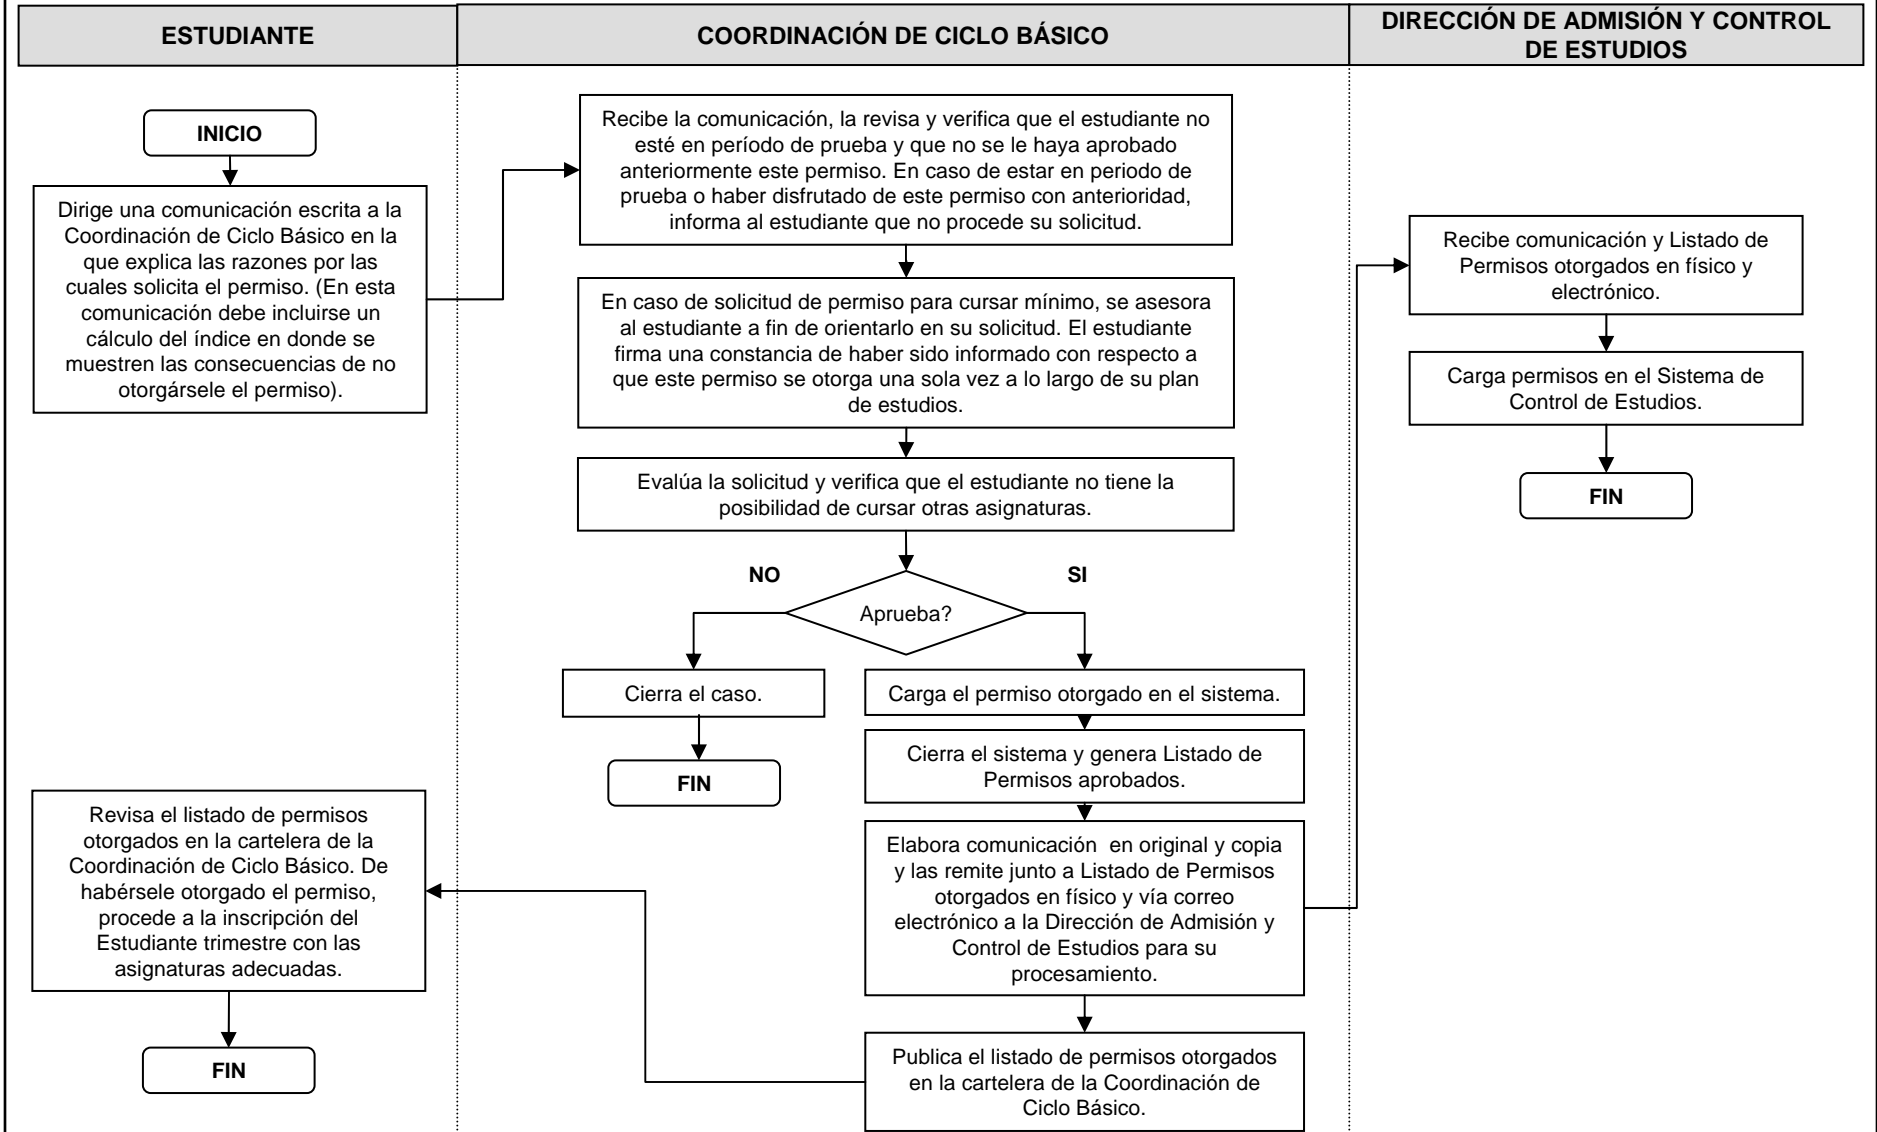 ESTUDIANTE
COORDINACIÓN DE CICLO BÁSICO
DIRECCIÓN DE ADMISIÓN Y CONTROL
DE ESTUDIOS
INICIO
Dirige una comunicación escrita a la
Coordinación de Ciclo Básico en la
que explica las razones por las
cuales solicita el permiso. (En esta
comunicación debe incluirse un
cálculo del índice en donde se
muestren las consecuencias de no
otorgársele el permiso).
Recibe la comunicación, la revisa y verifica que el estudiante no
esté en período de prueba y que no se le haya aprobado
anteriormente este permiso. En caso de estar en periodo de
prueba o haber disfrutado de este permiso con anterioridad,
informa al estudiante que no procede su solicitud.
En caso de solicitud de permiso para cursar mínimo, se asesora
al estudiante a fin de orientarlo en su solicitud. El estudiante
firma una constancia de haber sido informado con respecto a
que este permiso se otorga una sola vez a lo largo de su plan
de estudios.
Evalúa la solicitud y verifica que el estudiante no tiene la
posibilidad de cursar otras asignaturas.
NO
SI
Aprueba?
Cierra el caso.
FIN
Carga el permiso otorgado en el sistema.
Cierra el sistema y genera Listado de
Permisos aprobados.
Elabora comunicación  en original y copia
y las remite junto a Listado de Permisos
otorgados en físico y vía correo
electrónico a la Dirección de Admisión y
Control de Estudios para su
procesamiento.
Publica el listado de permisos otorgados
en la cartelera de la Coordinación de
Ciclo Básico.
Revisa el listado de permisos
otorgados en la cartelera de la
Coordinación de Ciclo Básico. De
habérsele otorgado el permiso,
procede a la inscripción del
Estudiante trimestre con las
asignaturas adecuadas.
FIN
Recibe comunicación y Listado de
Permisos otorgados en físico y
electrónico.
Carga permisos en el Sistema de
Control de Estudios.
FIN